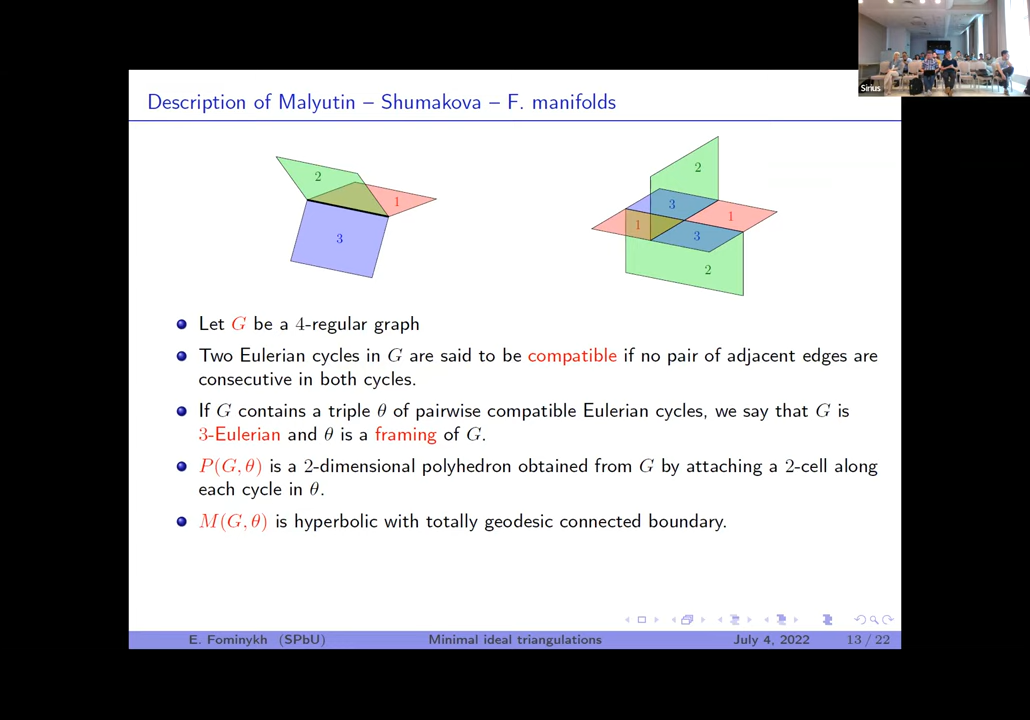 Sirius
Description of Malyutin – Shumakova – F. manifolds
2
1
3
2
3
1
1
3
2
Let G be a 4-regular graph
Two Eulerian cycles in G are said to be compatible if no pair of adjacent edges are
consecutive in both cycles.
If G contains a triple θ of pairwise compatible Eulerian cycles, we say that G is
3-Eulerian and θ is a framing of G.
P(G, θ) is a 2-dimensional polyhedron obtained from G by attaching a 2-cell along
each cycle in θ.
M(G, θ) is hyperbolic with totally geodesic connected boundary.
E. Fominykh (SPbU) Minimal ideal triangulations July 4, 2022 13 / 22